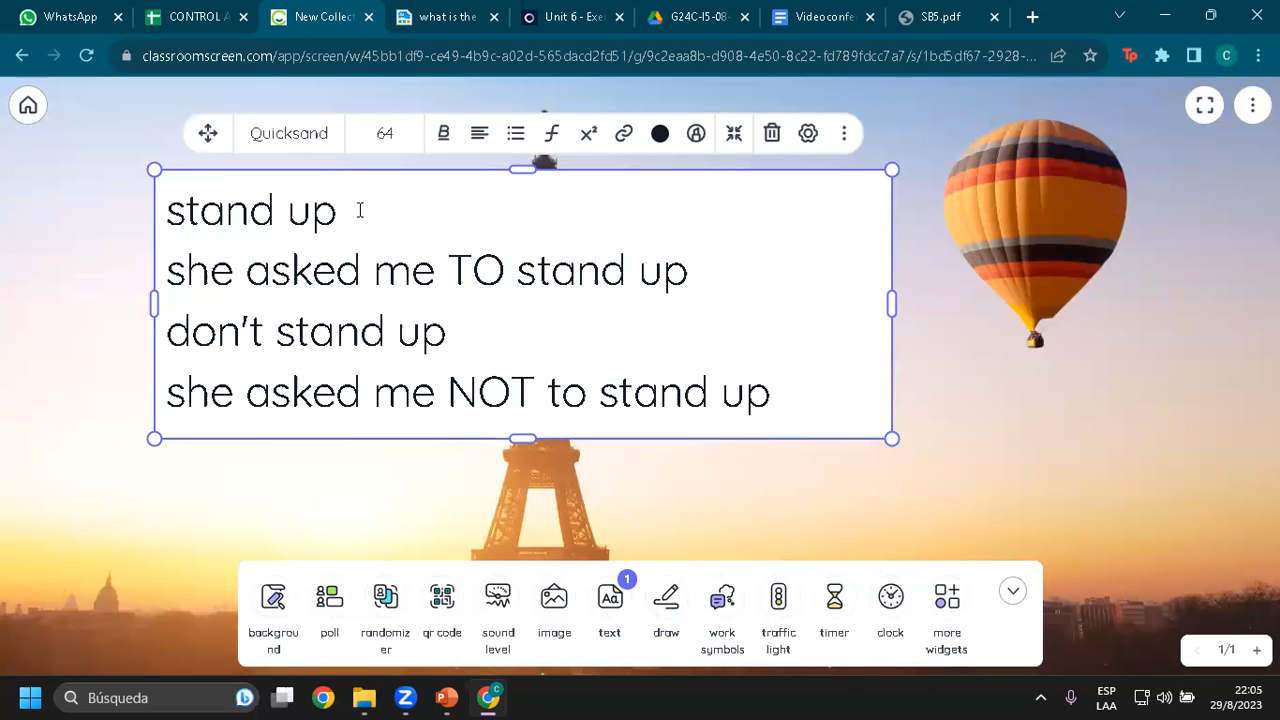 WhatsApp
CONTROL A
New Collect
what is the
Unit 6 - Exer
G24C-I5-08-
Videoconfe
SB5.pdf
classroomscreen.com/app/screen/w/45bb1df9-ce49-4b9c-a02d-565dacd2fd51/g/9c2eaa8b-d908-4e50-8c22-fd789fdcc7a7/s/1bd5df67-2928-...
Quicksand 64
stand up
she asked me TO stand up
don't stand up
she asked me NOT to stand up
1
backgrou
nd
poll
randomiz
er
qr code
sound
level
image
text
draw
work
symbols
traffic
light
timer
clock
more
widgets
1/1
Búsqueda
ESP
LAA
22:05
29/8/2023